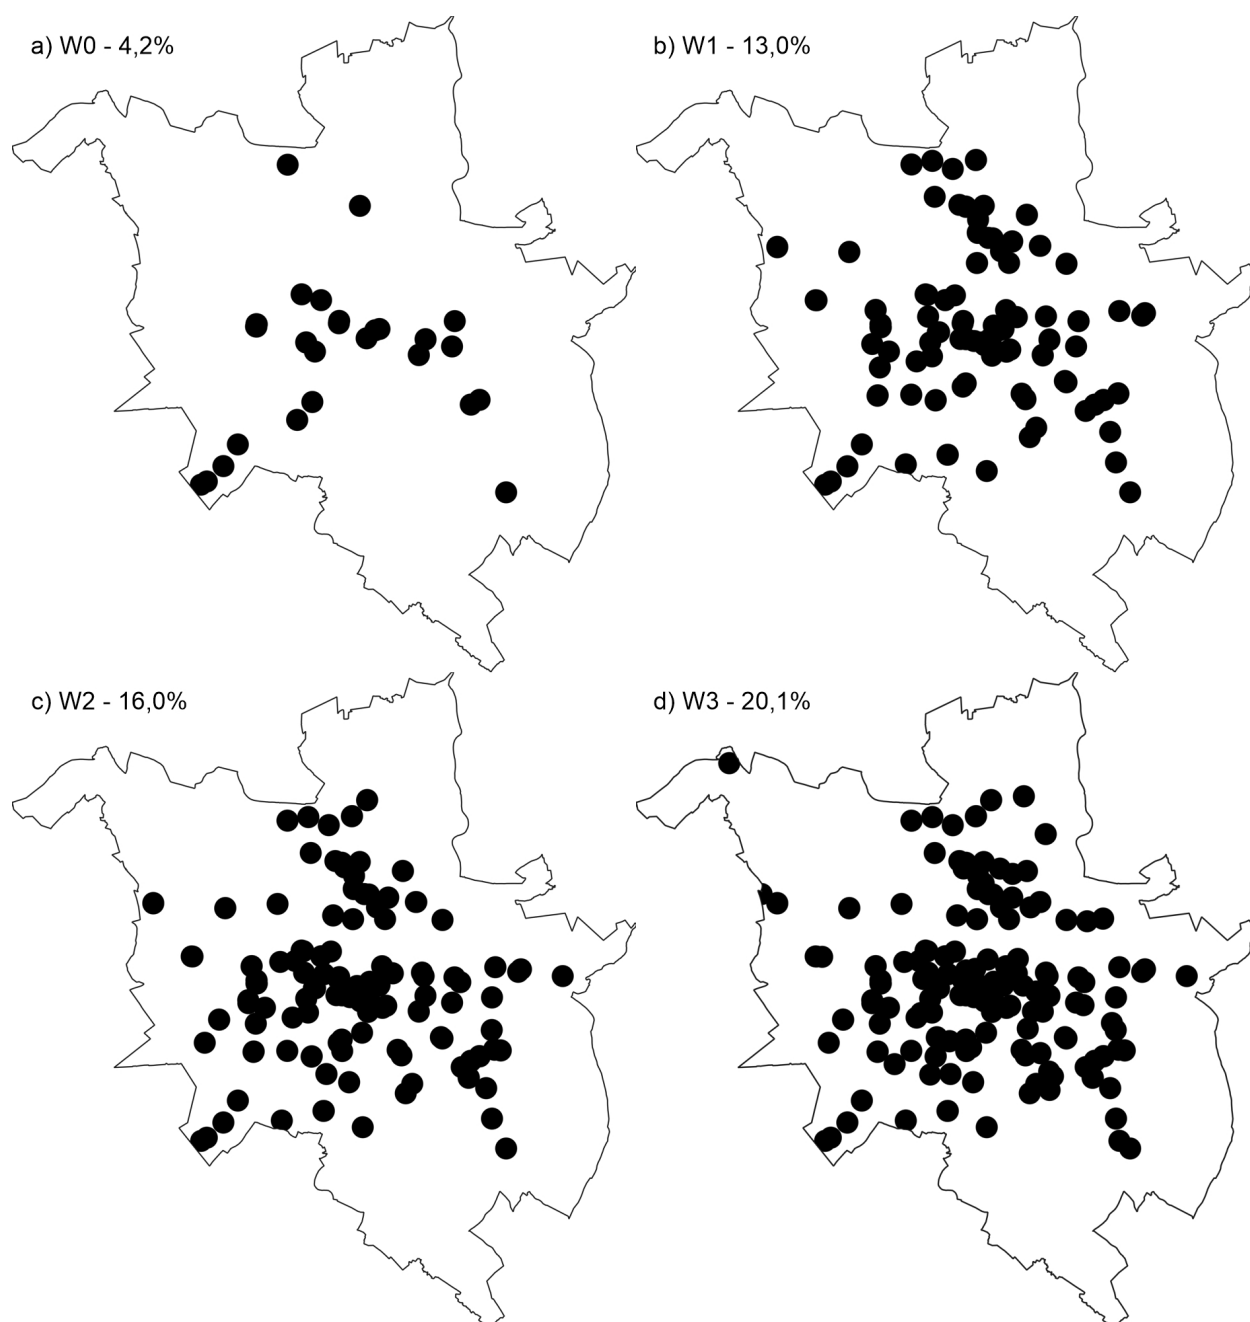 a) W0 - 4,2%
b) W1 - 13,0%
c) W2 - 16,0%
d) W3 - 20,1%